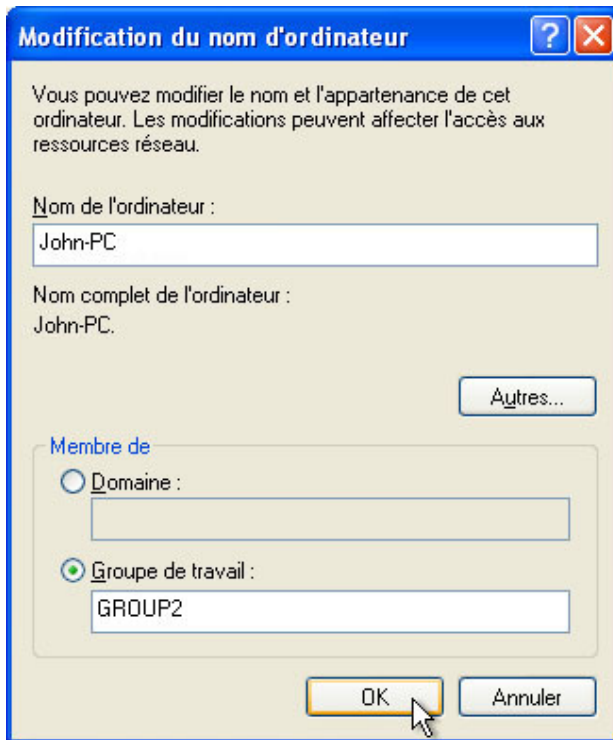 Modification du nom d'ordinateur
Vous pouvez modifier le nom et l'appartenance de cet
ordinateur. Les modifications peuvent affecter l'accès aux
ressources réseau.
Nom de l'ordinateur :
John-PC
Nom complet de l'ordinateur :
John-PC.
Autres...
Membre de
Domaine :
Groupe de travail :
GROUP2
OK
Annuler